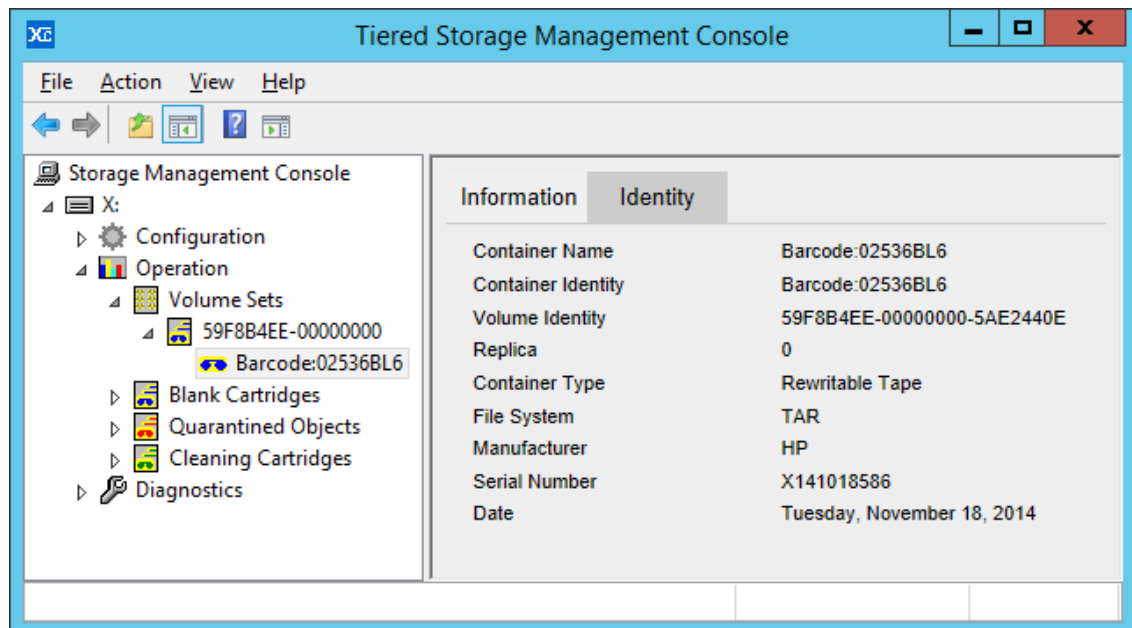 Tiered Storage Management Console
File Action View Help
Storage Management Console
X:
Configuration
Operation
Volume Sets
59F8B4EE-00000000
Barcode:02536BL6
Blank Cartridges
Quarantined Objects
Cleaning Cartridges
Diagnostics
Information Identity
Container Name Barcode:02536BL6
Container Identity Barcode:02536BL6
Volume Identity 59F8B4EE-00000000-5AE2440E
Replica 0
Container Type Rewritable Tape
File System TAR
Manufacturer HP
Serial Number X141018586
Date Tuesday, November 18, 2014